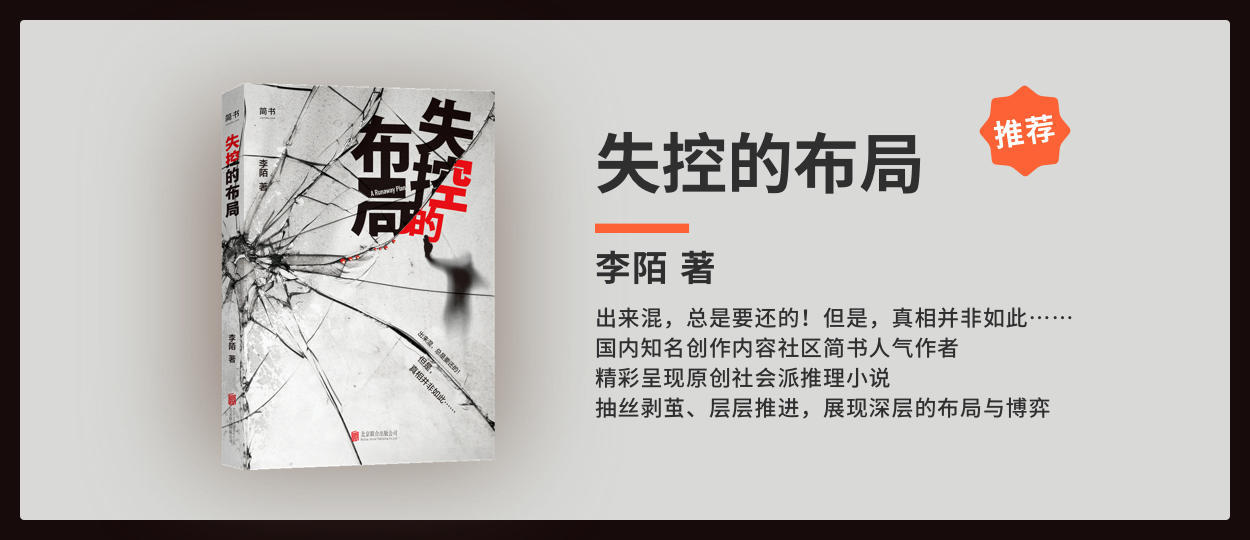 简书
失控的布局
李陌 著
简书
李陌 著
失控的
布局
A Runaway Plan
出来混，总是要还的！
但是，
真相并非如此……
北京联合出版公司
失控的布局
推荐
李陌 著
出来混，总是要还的！但是，真相并非如此……
国内知名创作内容社区简书人气作者
精彩呈现原创社会派推理小说
抽丝剥茧、层层推进，展现深层的布局与博弈